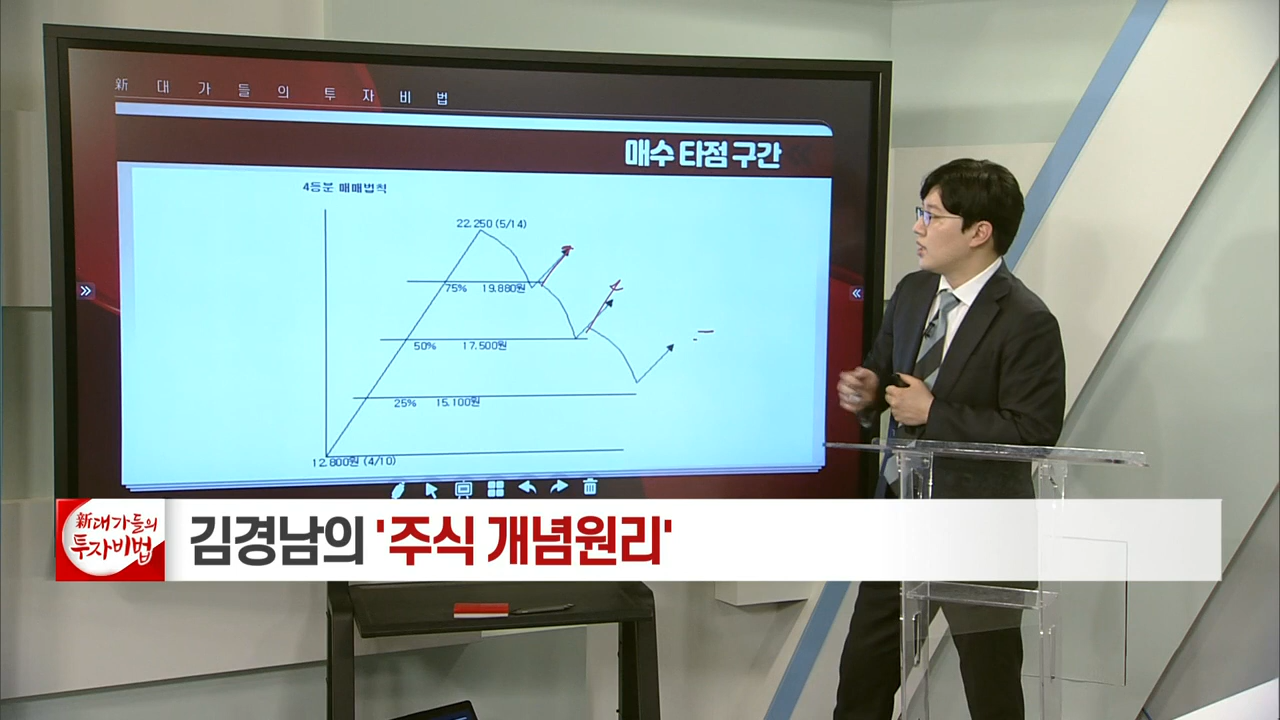 新 대 가 들 의 투 자 비 법
매수 타점 구간
4등분 매매법칙
22.250 (5/14)
75% 19.880원
50% 17.500원
25% 15.100원
12.800원 (4/10)
新대가들의
투자비법
김경남의 '주식 개념원리'